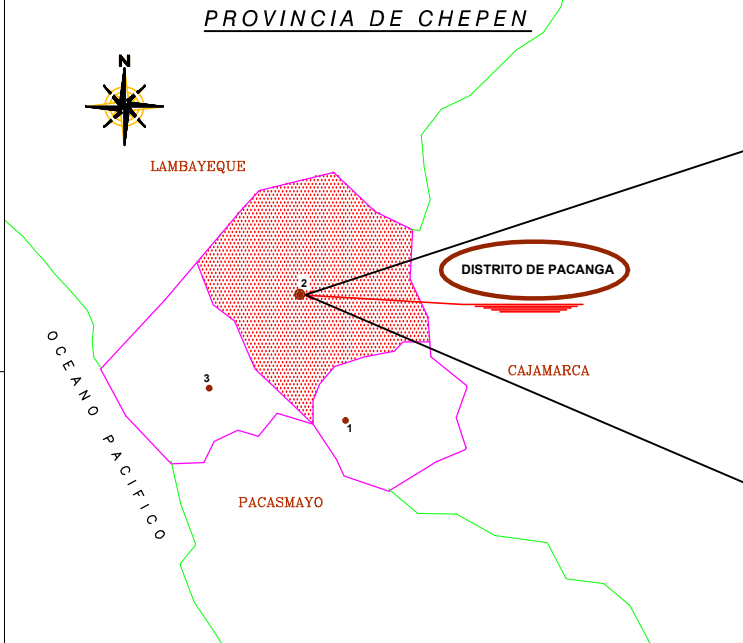 PROVINCIA DE CHEPEN
N
LAMBAYEQUE
2
DISTRITO DE PACANGA
OCEANO PACIFICO
CAJAMARCA
3
1
PACASMAYO